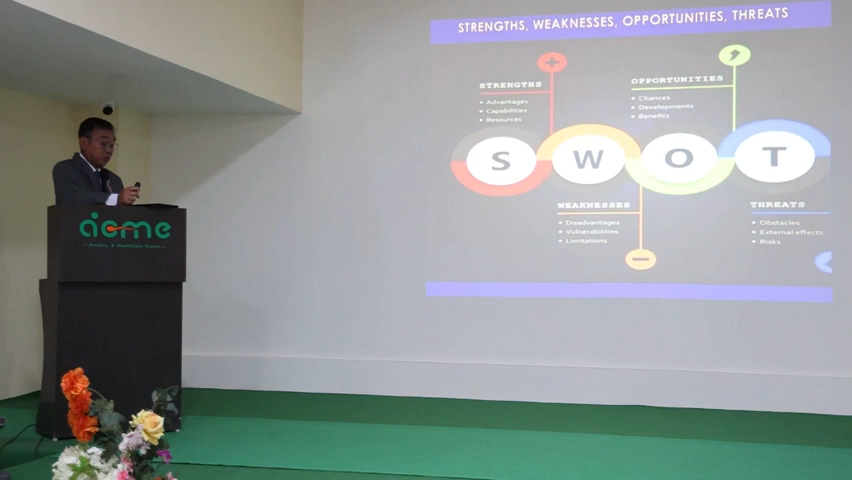 STRENGTHS, WEAKNESSES, OPPORTUNITIES, THREATS
STRENGTHS
Advantages
Capabilities
Resources
OPPORTUNITIES
Chances
Developments
Benefits
S W O T
WEAKNESSES
Disadvantages
Vulnerabilities
Limitations
THREATS
Obstacles
External effects
Risks
acme